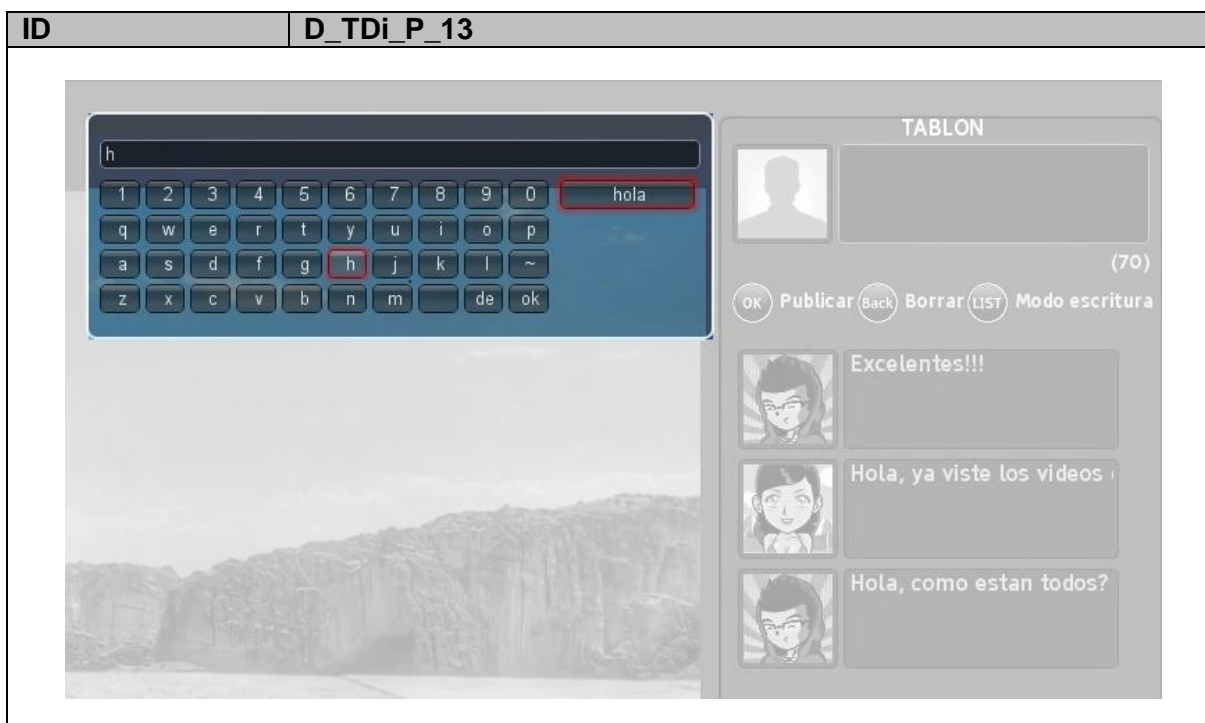 ID D_TDi_P_13
h
1 2 3 4 5 6 7 8 9 0 hola
q w e r t y u i o p
a s d f g h j k l ~
z x c v b n m de ok
TABLON
(70)
OK Publicar Back Borrar LIST Modo escritura
Excelentes!!!
Hola, ya viste los videos
Hola, como estan todos?